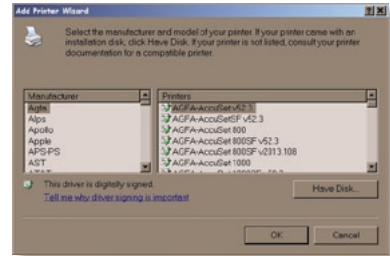 Add Printer Wizard
Select the manufacturer and model of your printer. If your printer came with an
installation disk, click Have Disk. If your printer is not listed, consult your printer
documentation for a compatible printer.
Manufacturer
Agfa
Alps
Apollo
Apple
APS-PS
AST
Printers
AGFA-AccuSet v52.3
AGFA-AccuSetSF v52.3
AGFA-AccuSet 800
AGFA-AccuSet 800SF v52.3
AGFA-AccuSet 800SF v2013.108
AGFA-AccuSet 1000
This driver is digitally signed.
Tell me why driver signing is important
Have Disk...
OK
Cancel